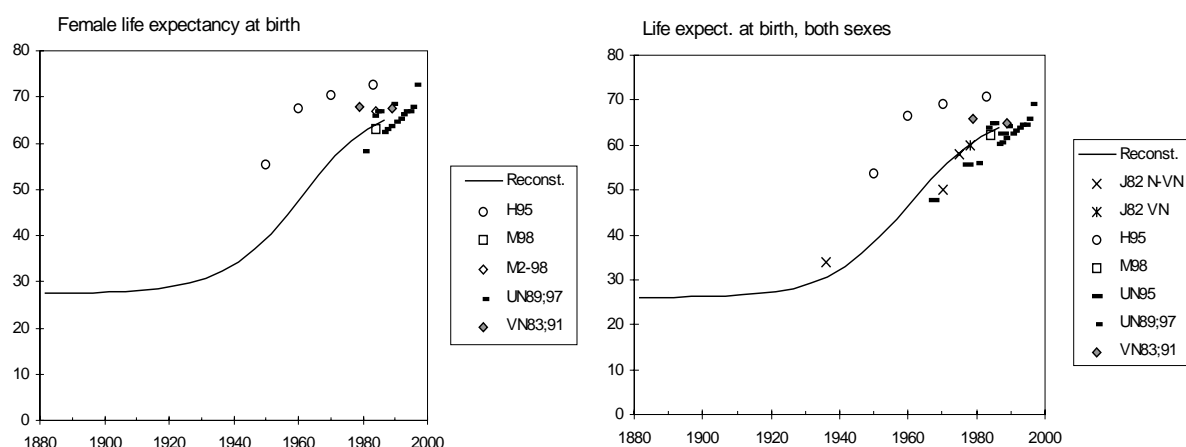 Female life expectancy at birth
80
70
60
50
40
30
20
10
0
1880 1900 1920 1940 1960 1980 2000
Reconst.
H95
M98
M2-98
UN89;97
VN83;91
Life expect. at birth, both sexes
80
70
60
50
40
30
20
10
0
1880 1900 1920 1940 1960 1980 2000
Reconst.
J82 N-VN
J82 VN
H95
M98
UN95
UN89;97
VN83;91